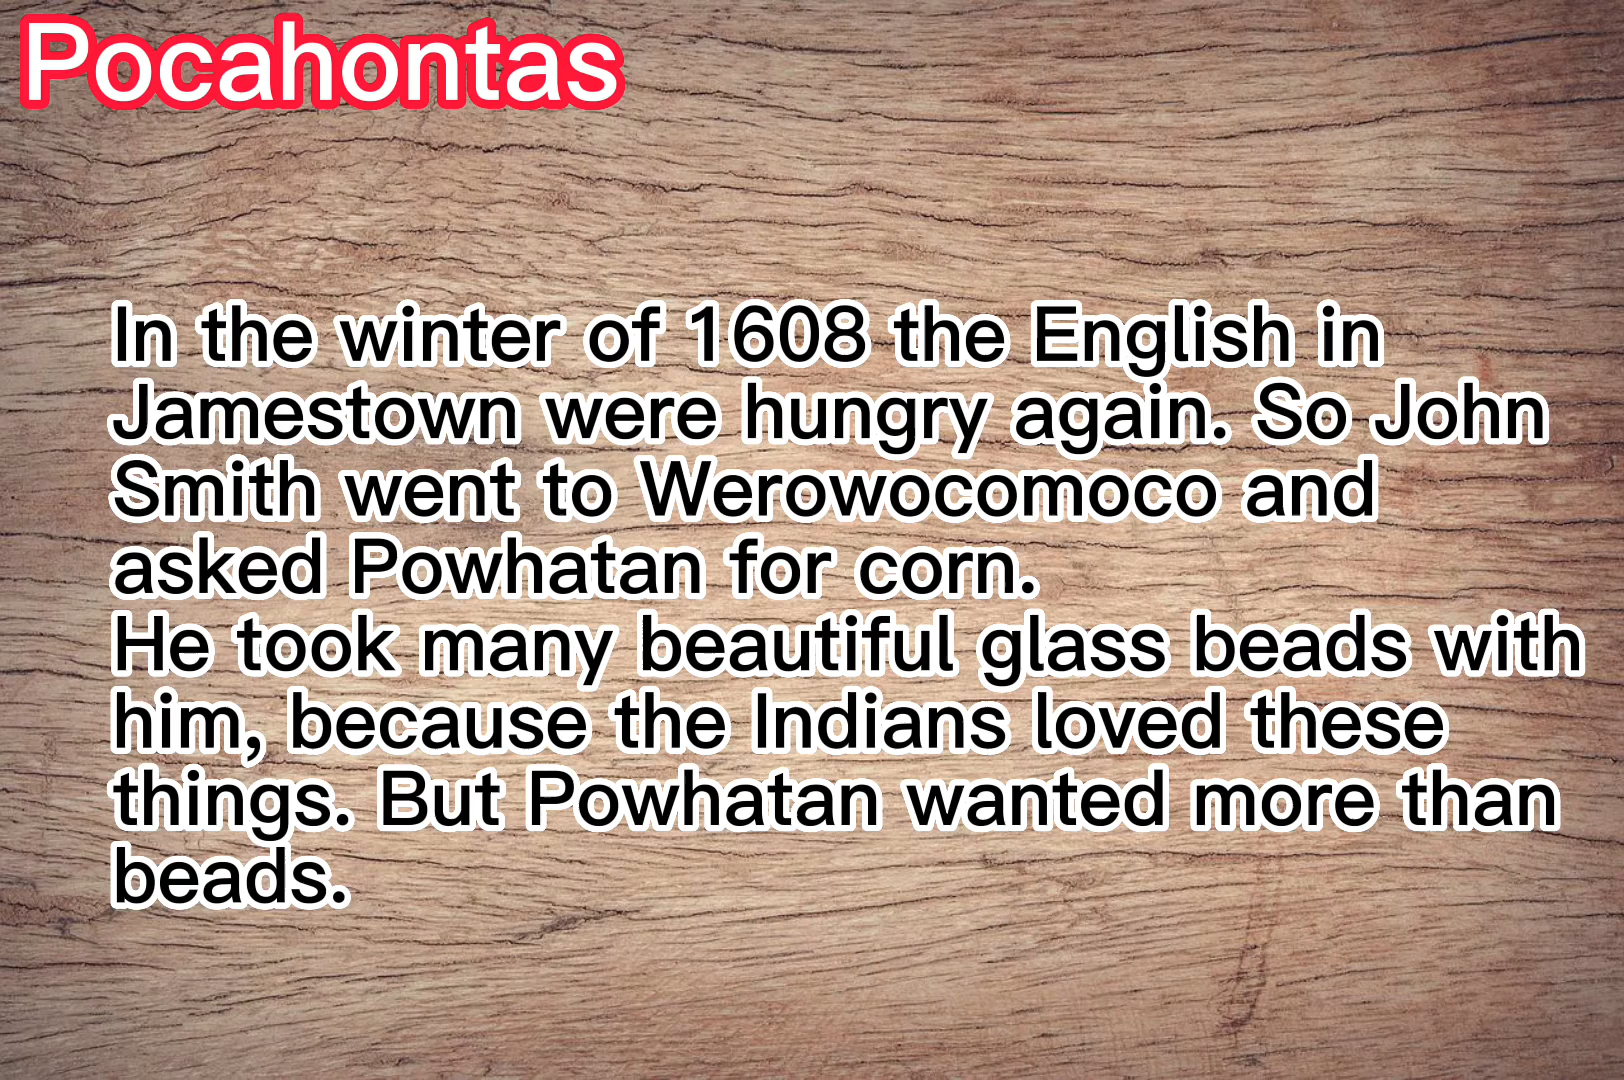 Pocahontas
In the winter of 1608 the English in
Jamestown were hungry again. So John
Smith went to Werowocomoco and
asked Powhatan for corn.
He took many beautiful glass beads with
him, because the Indians loved these
things. But Powhatan wanted more than
beads.